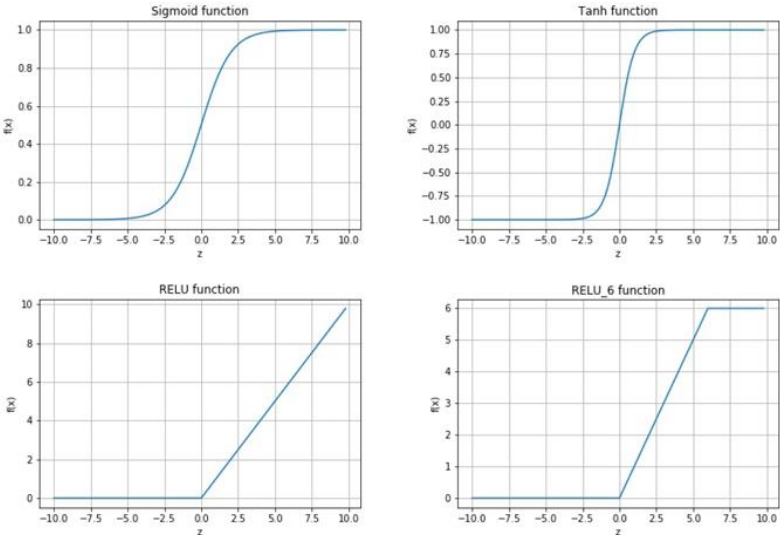 Sigmoid function
1.0
0.8
0.6
0.4
0.2
0.0
f(x)
−10.0 −7.5 −5.0 −2.5 0.0 2.5 5.0 7.5 10.0
z
Tanh function
1.00
0.75
0.50
0.25
0.00
−0.25
−0.50
−0.75
−1.00
f(x)
−10.0 −7.5 −5.0 −2.5 0.0 2.5 5.0 7.5 10.0
z
RELU function
10
8
6
4
2
0
f(x)
−10.0 −7.5 −5.0 −2.5 0.0 2.5 5.0 7.5 10.0
z
RELU_6 function
6
5
4
3
2
1
0
f(x)
−10.0 −7.5 −5.0 −2.5 0.0 2.5 5.0 7.5 10.0
z